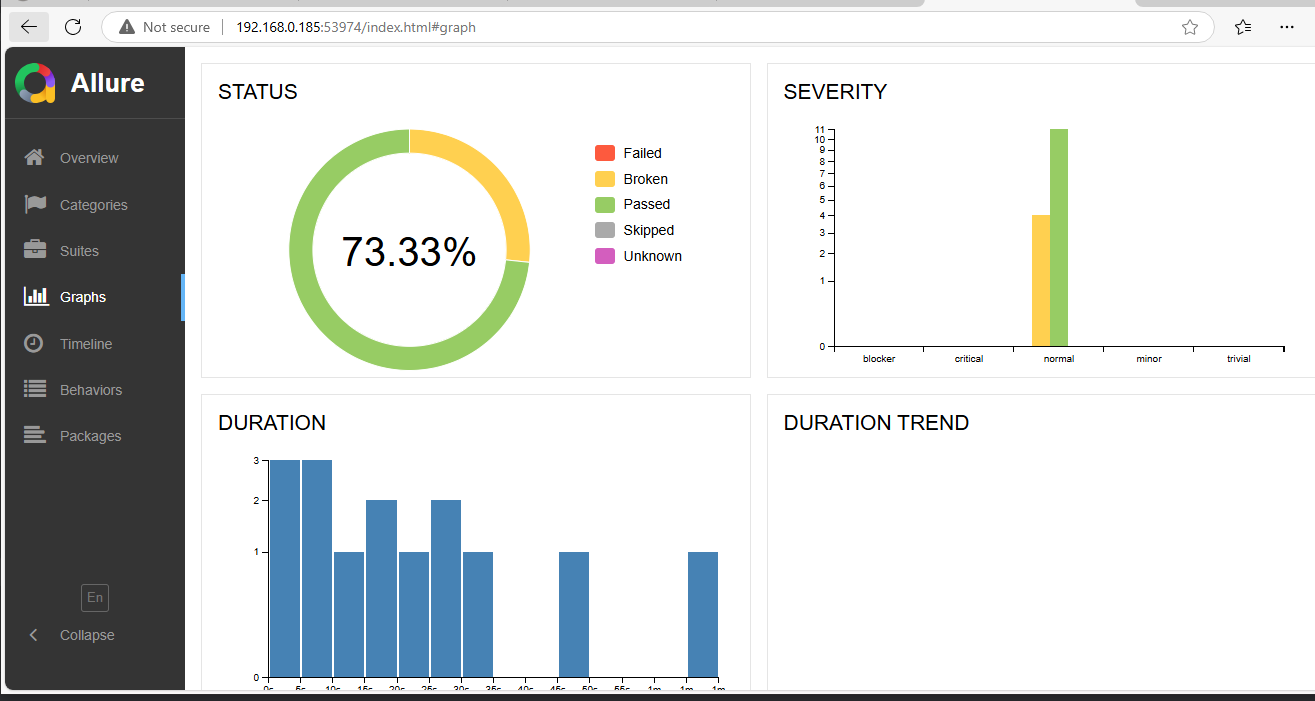 Not secure 192.168.0.185:53974/index.html#graph
Allure
Overview
Categories
Suites
Graphs
Timeline
Behaviors
Packages
En
Collapse
STATUS
73.33%
Failed
Broken
Passed
Skipped
Unknown
SEVERITY
11
10
9
8
7
6
5
4
3
2
1
0
blocker critical normal minor trivial
DURATION
3
2
1
0
0s 5s 10s 15s 20s 25s 30s 35s 40s 45s 50s 55s 1m 1m 1m
DURATION TREND